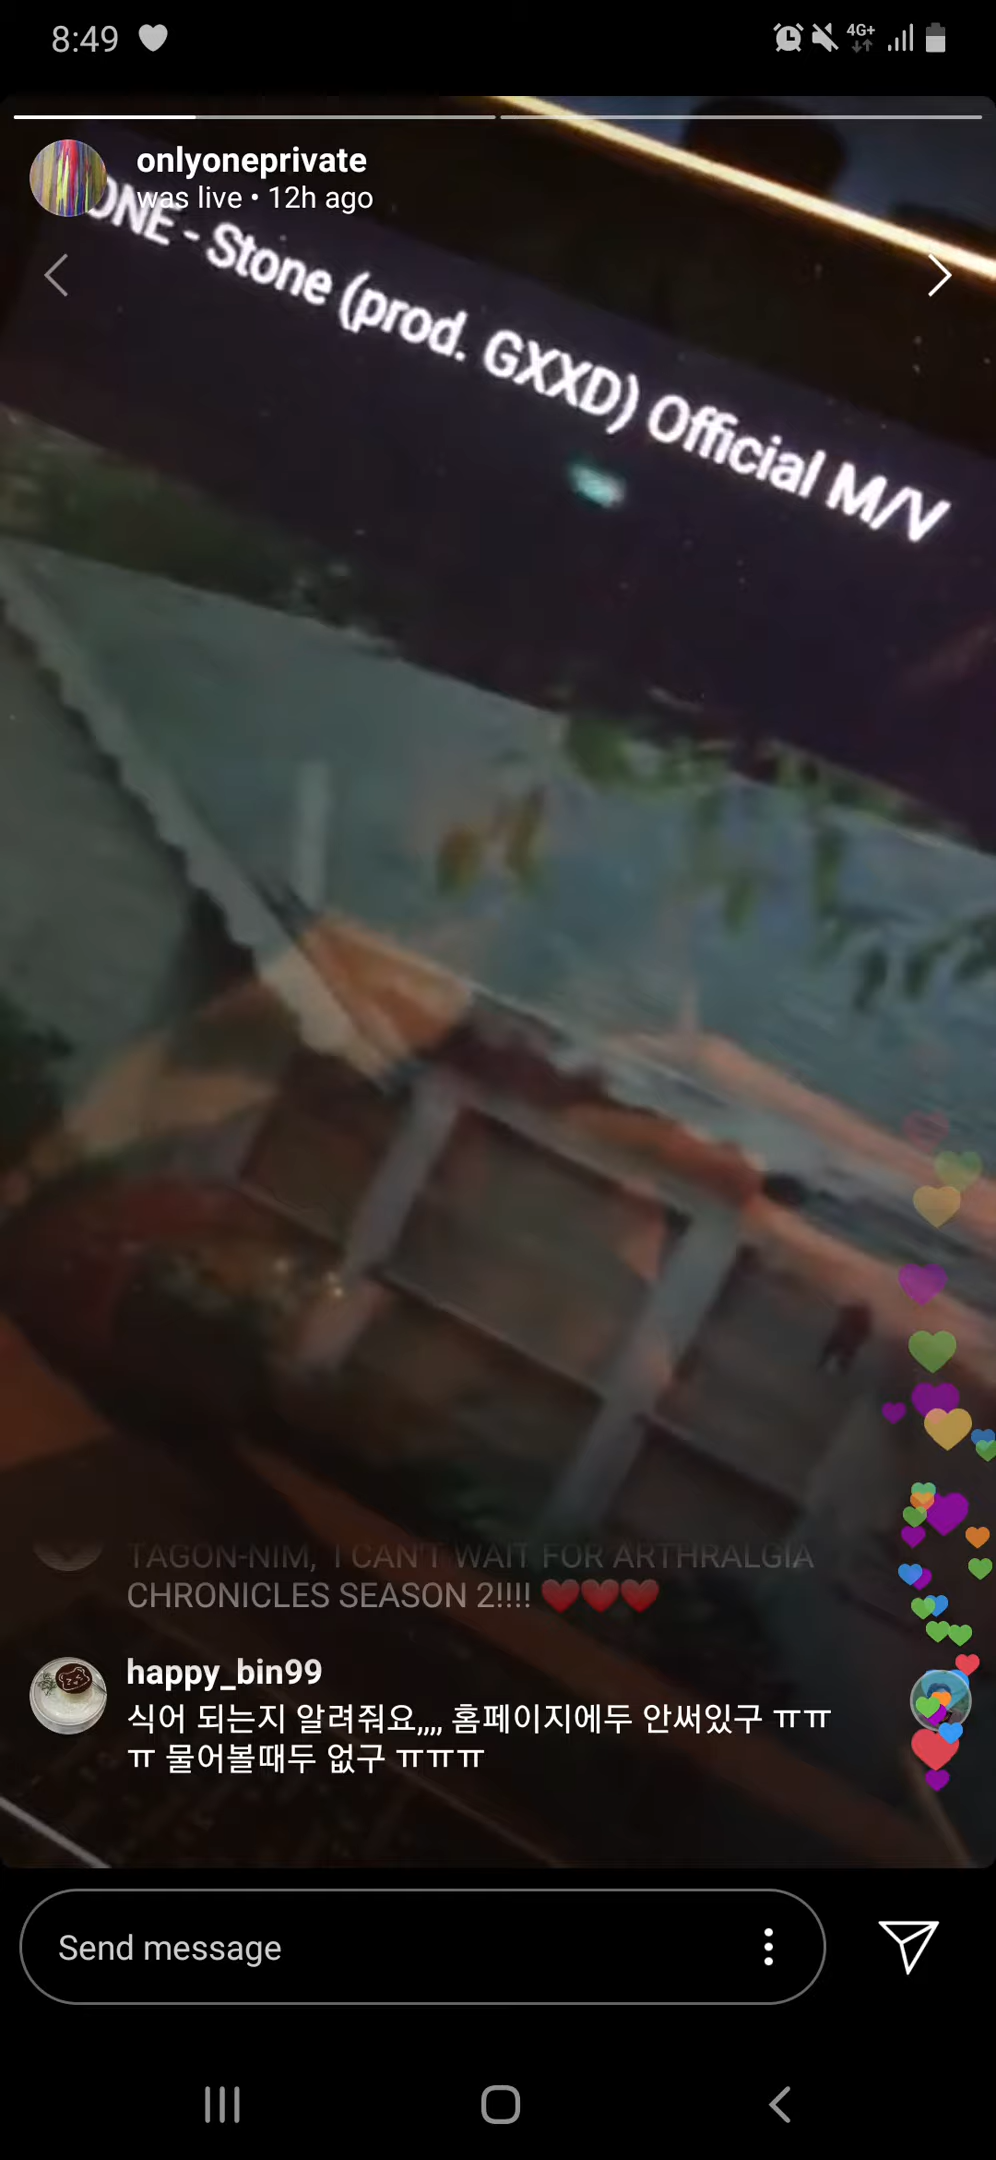 8:49
4G+
onlyoneprivate
was live • 12h ago
ONE - Stone (prod. GXXD) Official M/V
TAGON-NIM, I CAN'T WAIT FOR ARTHRALGIA
CHRONICLES SEASON 2!!!! ❤️❤️❤️
happy_bin99
식어 되는지 알려줘요,,,, 홈페이지에두 안써있구 ㅠㅠ
ㅠ 물어볼때두 없구 ㅠㅠㅠ
Send message